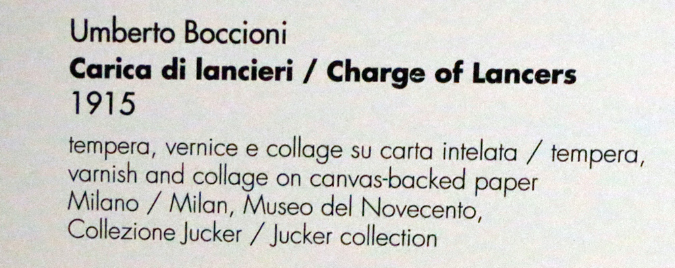 Umberto Boccioni
Carica di lancieri / Charge of Lancers
1915
tempera, vernice e collage su carta intelata / tempera,
varnish and collage on canvas-backed paper
Milano / Milan, Museo del Novecento,
Collezione Jucker / Jucker collection